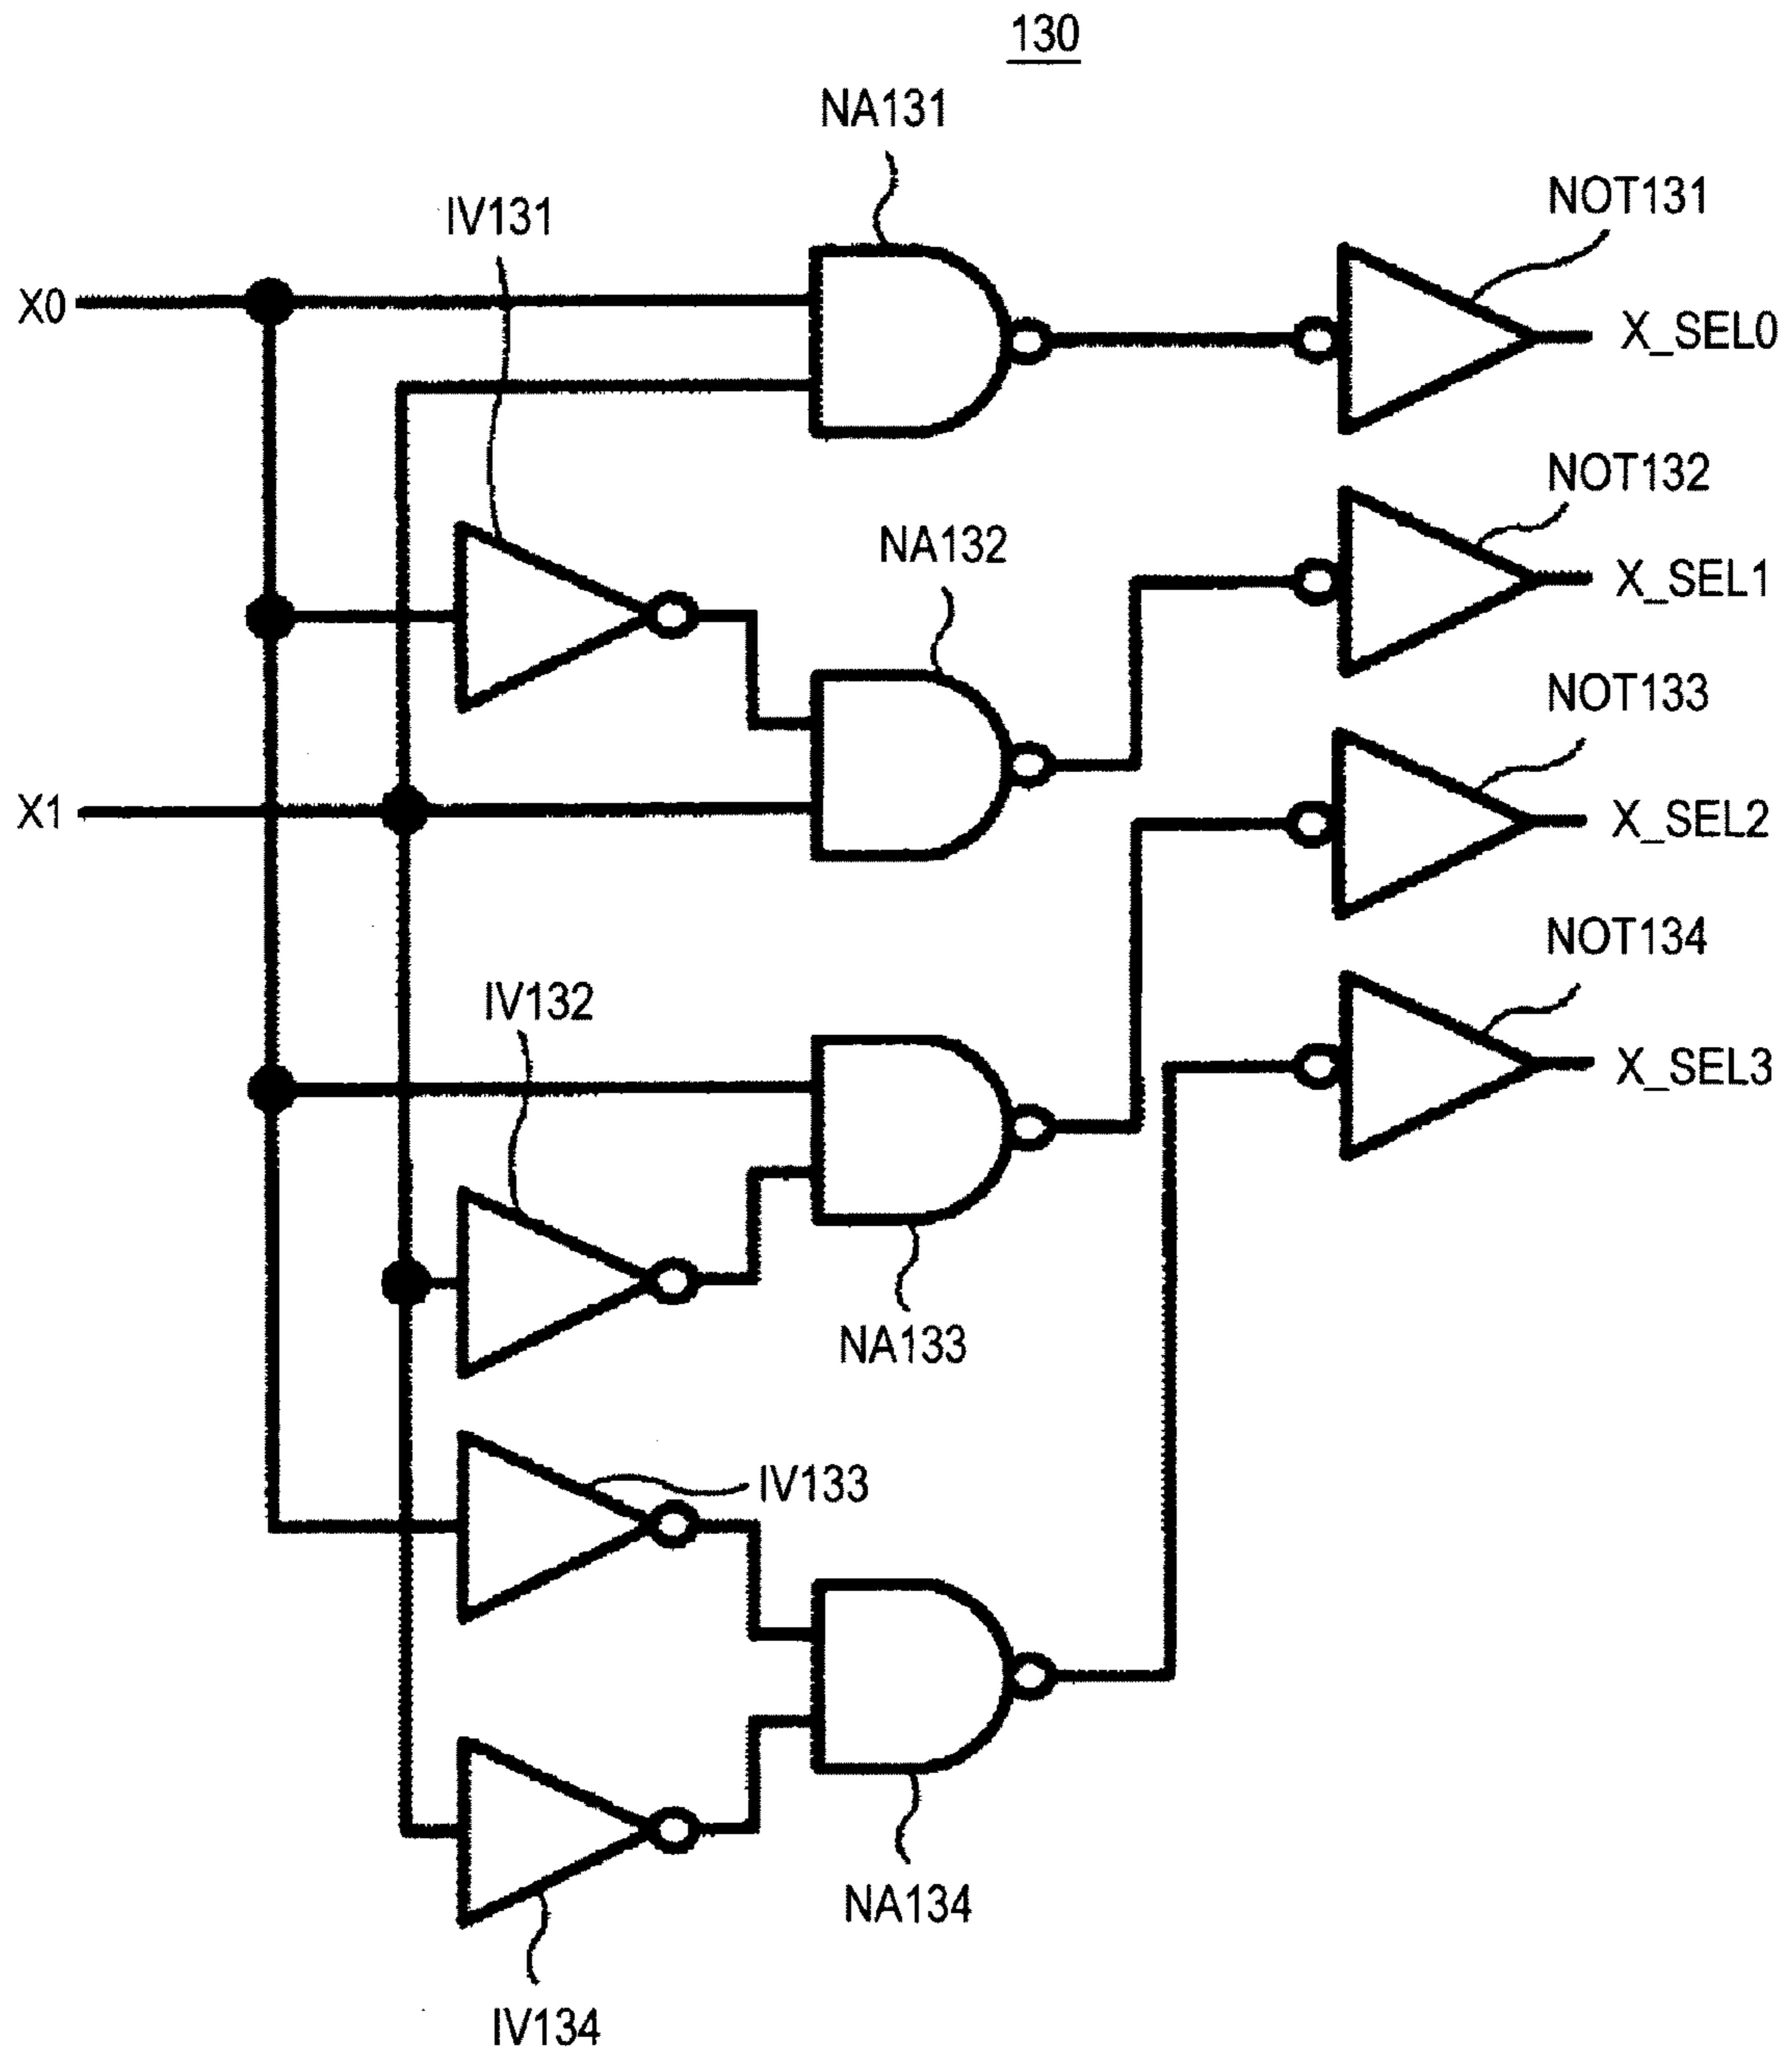 130
NA131
NOT131
IV131
X0
X_SEL0
NOT132
NA132
X_SEL1
NOT133
X1
X_SEL2
NOT134
IV132
X_SEL3
NA133
IV133
NA134
IV134